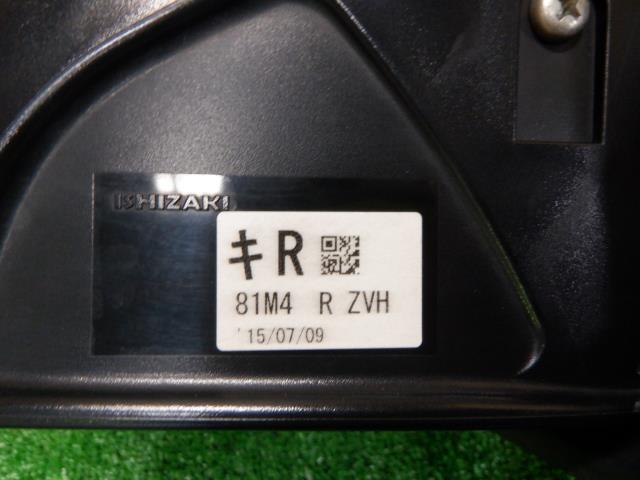 ISHIZAKI
キR
81M4 R ZVH
'15/07/09